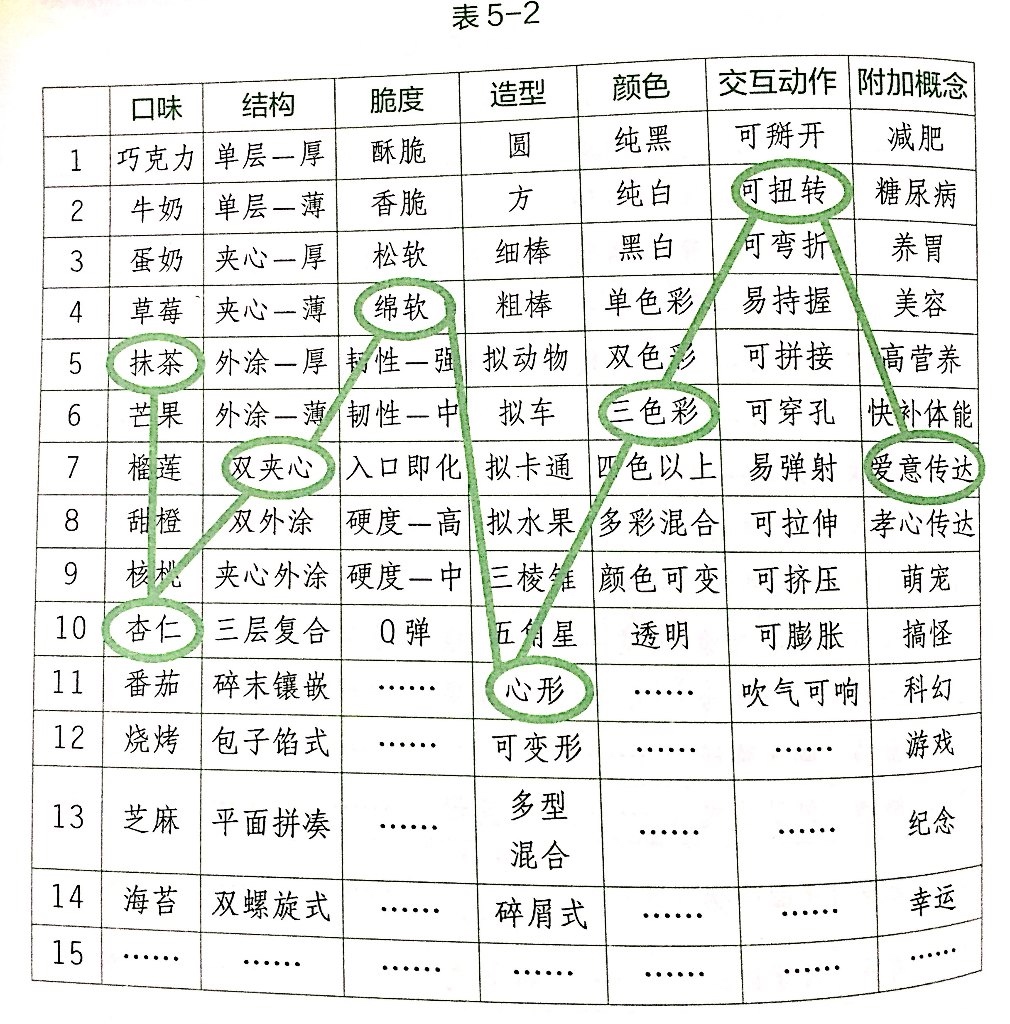 表5-2
口味 结构 脆度 造型 颜色 交互动作 附加概念
1 巧克力 单层—厚 酥脆 圆 纯黑 可掰开 减肥
2 牛奶 单层—薄 香脆 方 纯白 可扭转 糖尿病
3 蛋奶 夹心—厚 松软 细棒 黑白 可弯折 养胃
4 草莓 夹心—薄 绵软 粗棒 单色彩 易持握 美容
5 抹茶 外涂—厚 韧性—强 拟动物 双色彩 可拼接 高营养
6 芒果 外涂—薄 韧性—中 拟车 三色彩 可穿孔 快补体能
7 榴莲 双夹心 入口即化 拟卡通 四色以上 易弹射 爱意传达
8 甜橙 双外涂 硬度—高 拟水果 多彩混合 可拉伸 孝心传达
9 核桃 夹心外涂 硬度—中 三棱锥 颜色可变 可挤压 萌宠
10 杏仁 三层复合 Q弹 五角星 透明 可膨胀 搞怪
11 番茄 碎末镶嵌 …… 心形 …… 吹气可响 科幻
12 烧烤 包子馅式 …… 可变形 …… …… 游戏
13 芝麻 平面拼凑 …… 多型 …… …… 纪念
混合
14 海苔 双螺旋式 …… 碎屑式 …… …… 幸运
15 …… …… …… …… …… …… ……